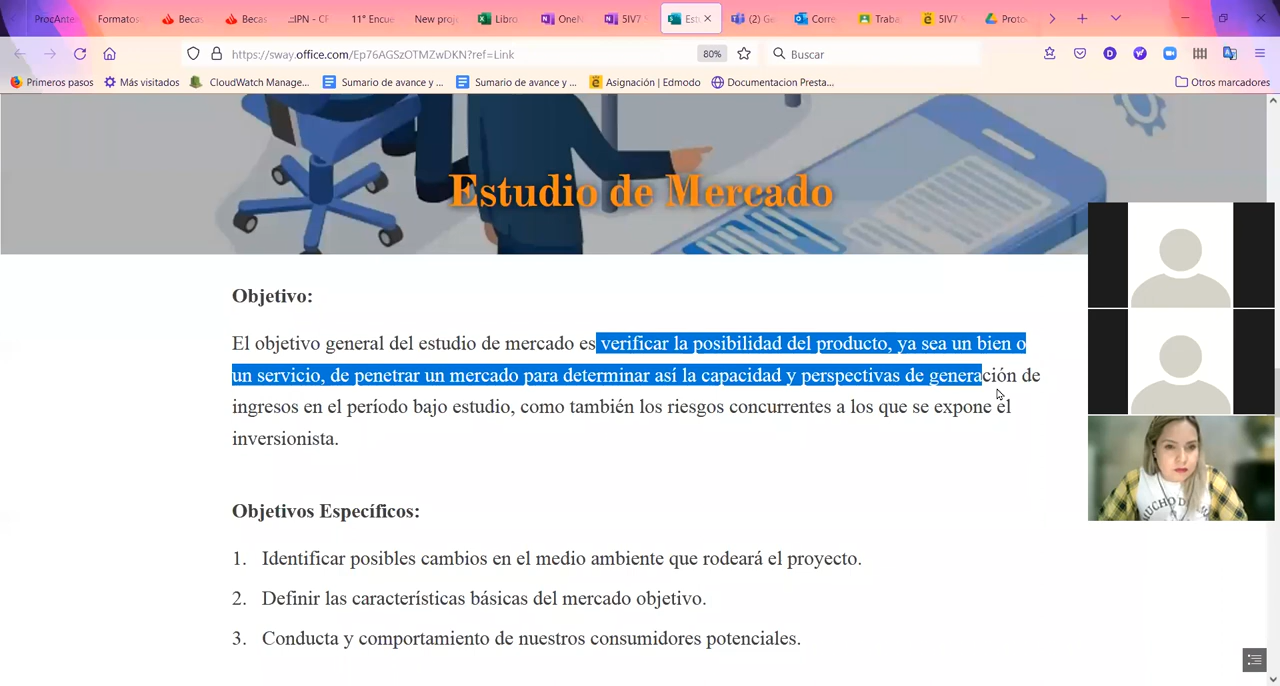 ProcAnte Formatos Becas Becas .::IPN - CF 11° Encue New proj Libro OneN 5IV7 Est (2) Ge Corre Traba 5IV7 Proto
https://sway.office.com/Ep76AGSzOTMZwDKN?ref=Link 80% Buscar
Primeros pasos Más visitados CloudWatch Manage... Sumario de avance y ... Sumario de avance y ... Asignación | Edmodo Documentacion Presta... Otros marcadores
Estudio de Mercado
Objetivo:
El objetivo general del estudio de mercado es verificar la posibilidad del producto, ya sea un bien o
un servicio, de penetrar un mercado para determinar así la capacidad y perspectivas de generación de
ingresos en el período bajo estudio, como también los riesgos concurrentes a los que se expone el
inversionista.
Objetivos Específicos:
1. Identificar posibles cambios en el medio ambiente que rodeará el proyecto.
2. Definir las características básicas del mercado objetivo.
3. Conducta y comportamiento de nuestros consumidores potenciales.